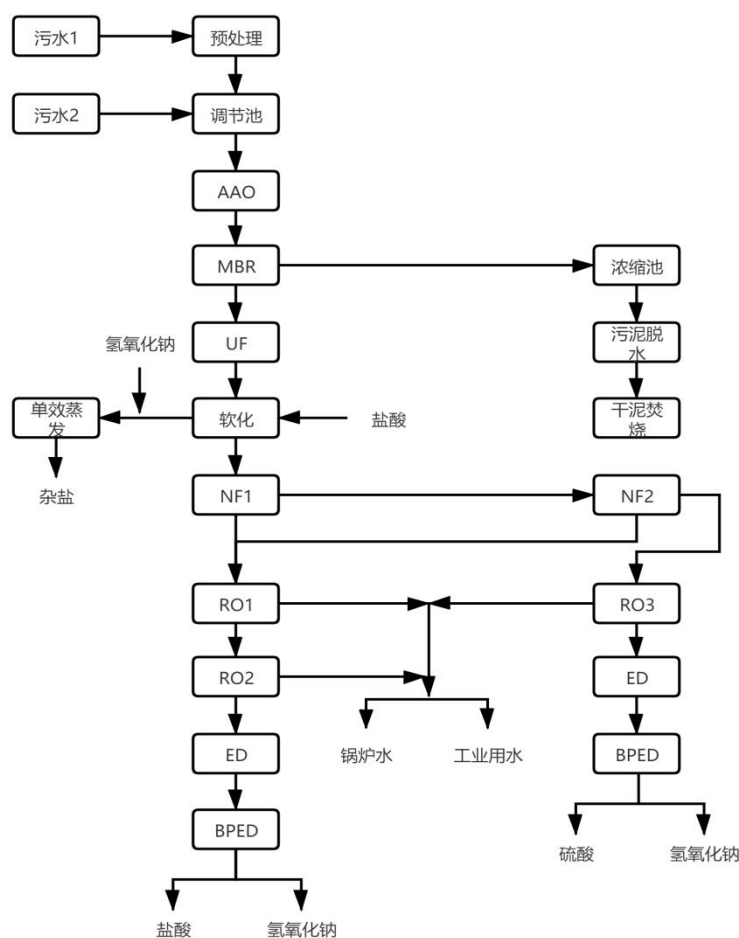 污水1
预处理
污水2
调节池
AAO
MBR
浓缩池
氢氧化钠
UF
污泥脱
水
单效蒸
发
软化
盐酸
干泥焚
烧
杂盐
NF1
NF2
RO1
RO3
RO2
ED
锅炉水
工业用水
ED
BPED
BPED
硫酸
氢氧化钠
盐酸
氢氧化钠